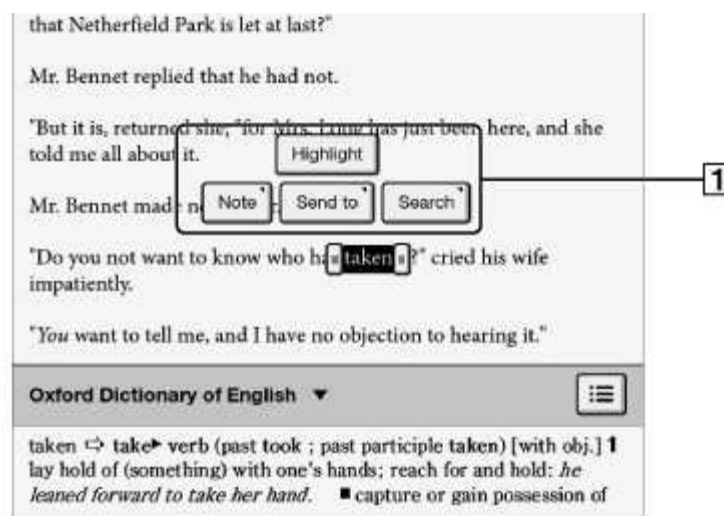 that Netherfield Park is let at last?"
Mr. Bennet replied that he had not.
"But it is, returned she; "for Mrs. Long has just been here, and she
told me all about it.
Highlight
Mr. Bennet made
Note
Send to
Search
1
"Do you not want to know who ha taken ?" cried his wife
impatiently.
"You want to tell me, and I have no objection to hearing it."
Oxford Dictionary of English ▼
taken ⇨ take▸ verb (past took ; past participle taken) [with obj.] 1
lay hold of (something) with one's hands; reach for and hold: he
leaned forward to take her hand. ■ capture or gain possession of